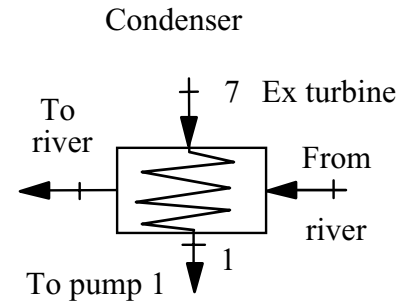 Condenser
7 Ex turbine
To
river
From
river
1
To pump 1